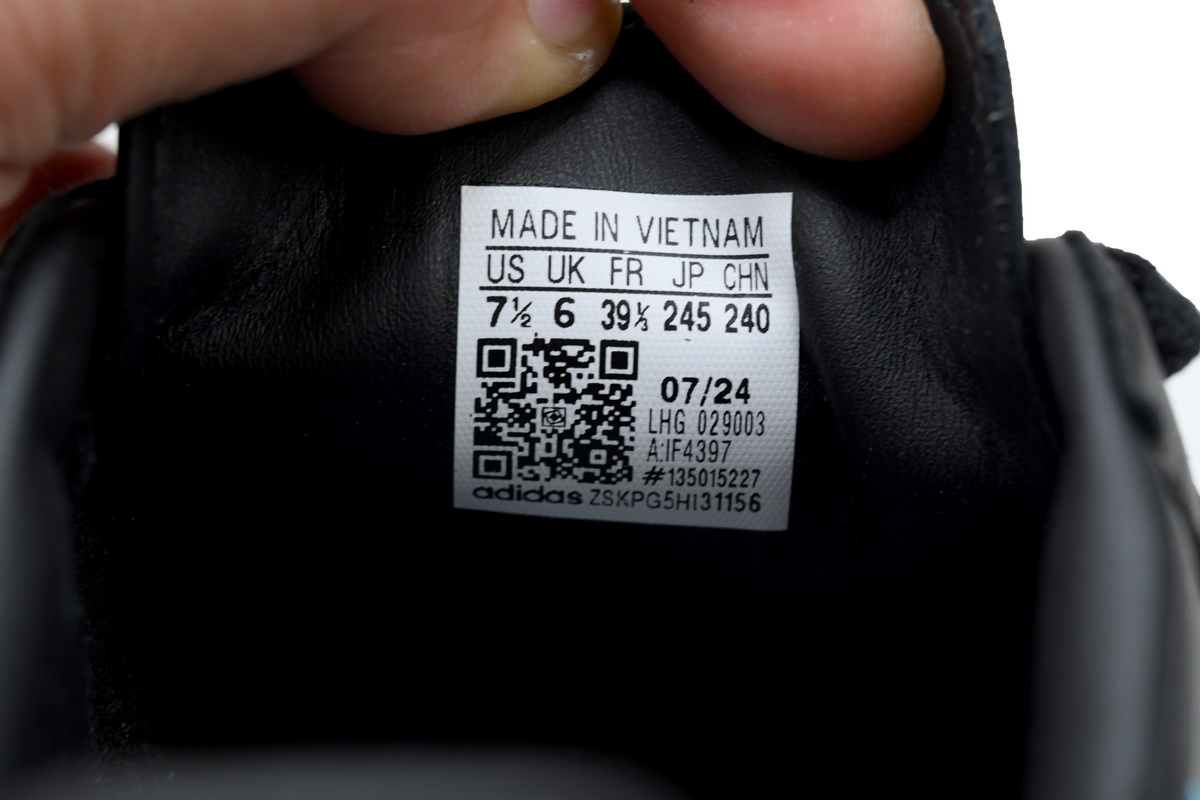 MADE IN VIETNAM
US UK FR JP CHN
7½ 6 39⅓ 245 240
07/24
LHG 029003
A:IF4397
#135015227
adidas ZSKPG5H131156